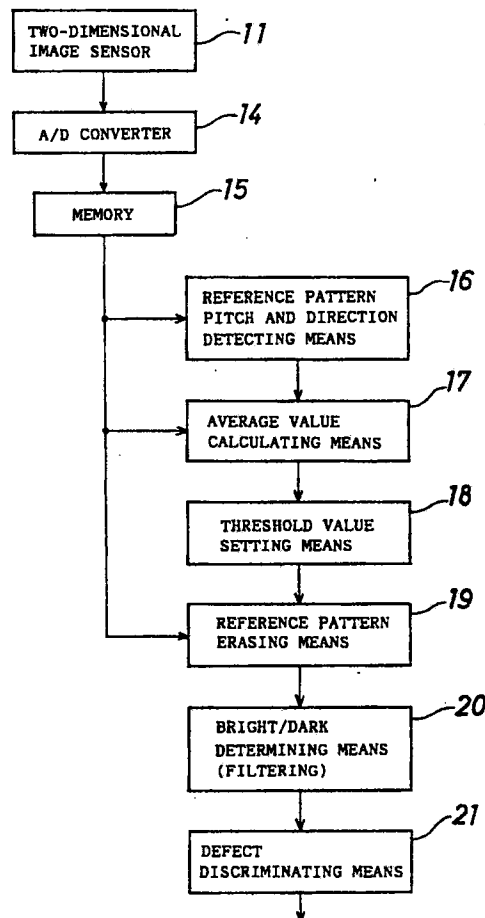 TWO-DIMENSIONAL
IMAGE SENSOR
11
A/D CONVERTER
14
MEMORY
15
REFERENCE PATTERN
PITCH AND DIRECTION
DETECTING MEANS
16
AVERAGE VALUE
CALCULATING MEANS
17
THRESHOLD VALUE
SETTING MEANS
18
REFERENCE PATTERN
ERASING MEANS
19
BRIGHT/DARK
DETERMINING MEANS
(FILTERING)
20
DEFECT
DISCRIMINATING MEANS
21